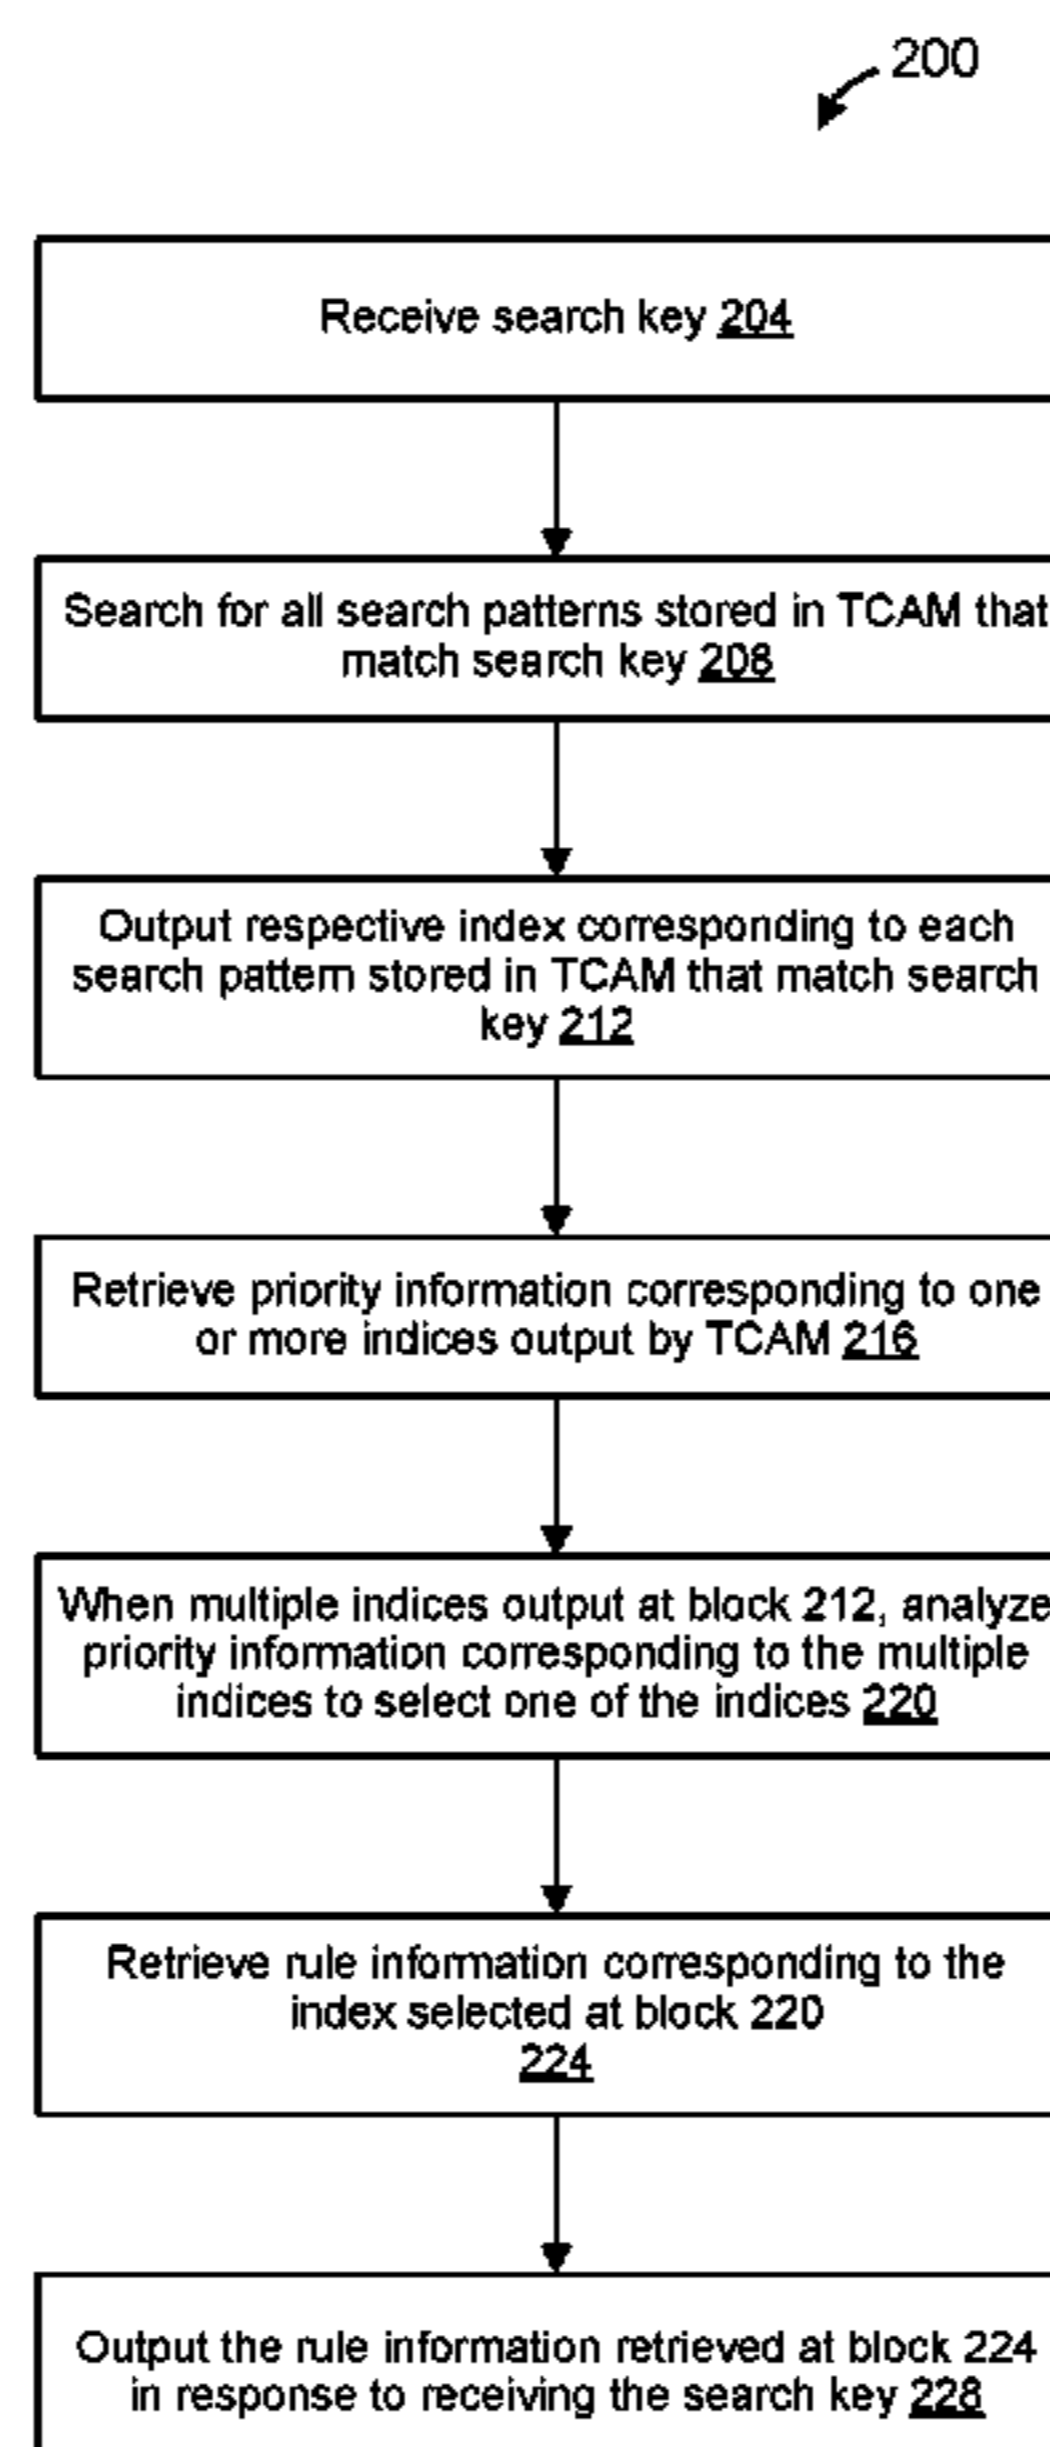 200
Receive search key 204
Search for all search patterns stored in TCAM that
match search key 208
Output respective index corresponding to each
search pattern stored in TCAM that match search
key 212
Retrieve priority information corresponding to one
or more indices output by TCAM 216
When multiple indices output at block 212, analyze
priority information corresponding to the multiple
indices to select one of the indices 220
Retrieve rule information corresponding to the
index selected at block 220
224
Output the rule information retrieved at block 224
in response to receiving the search key 228